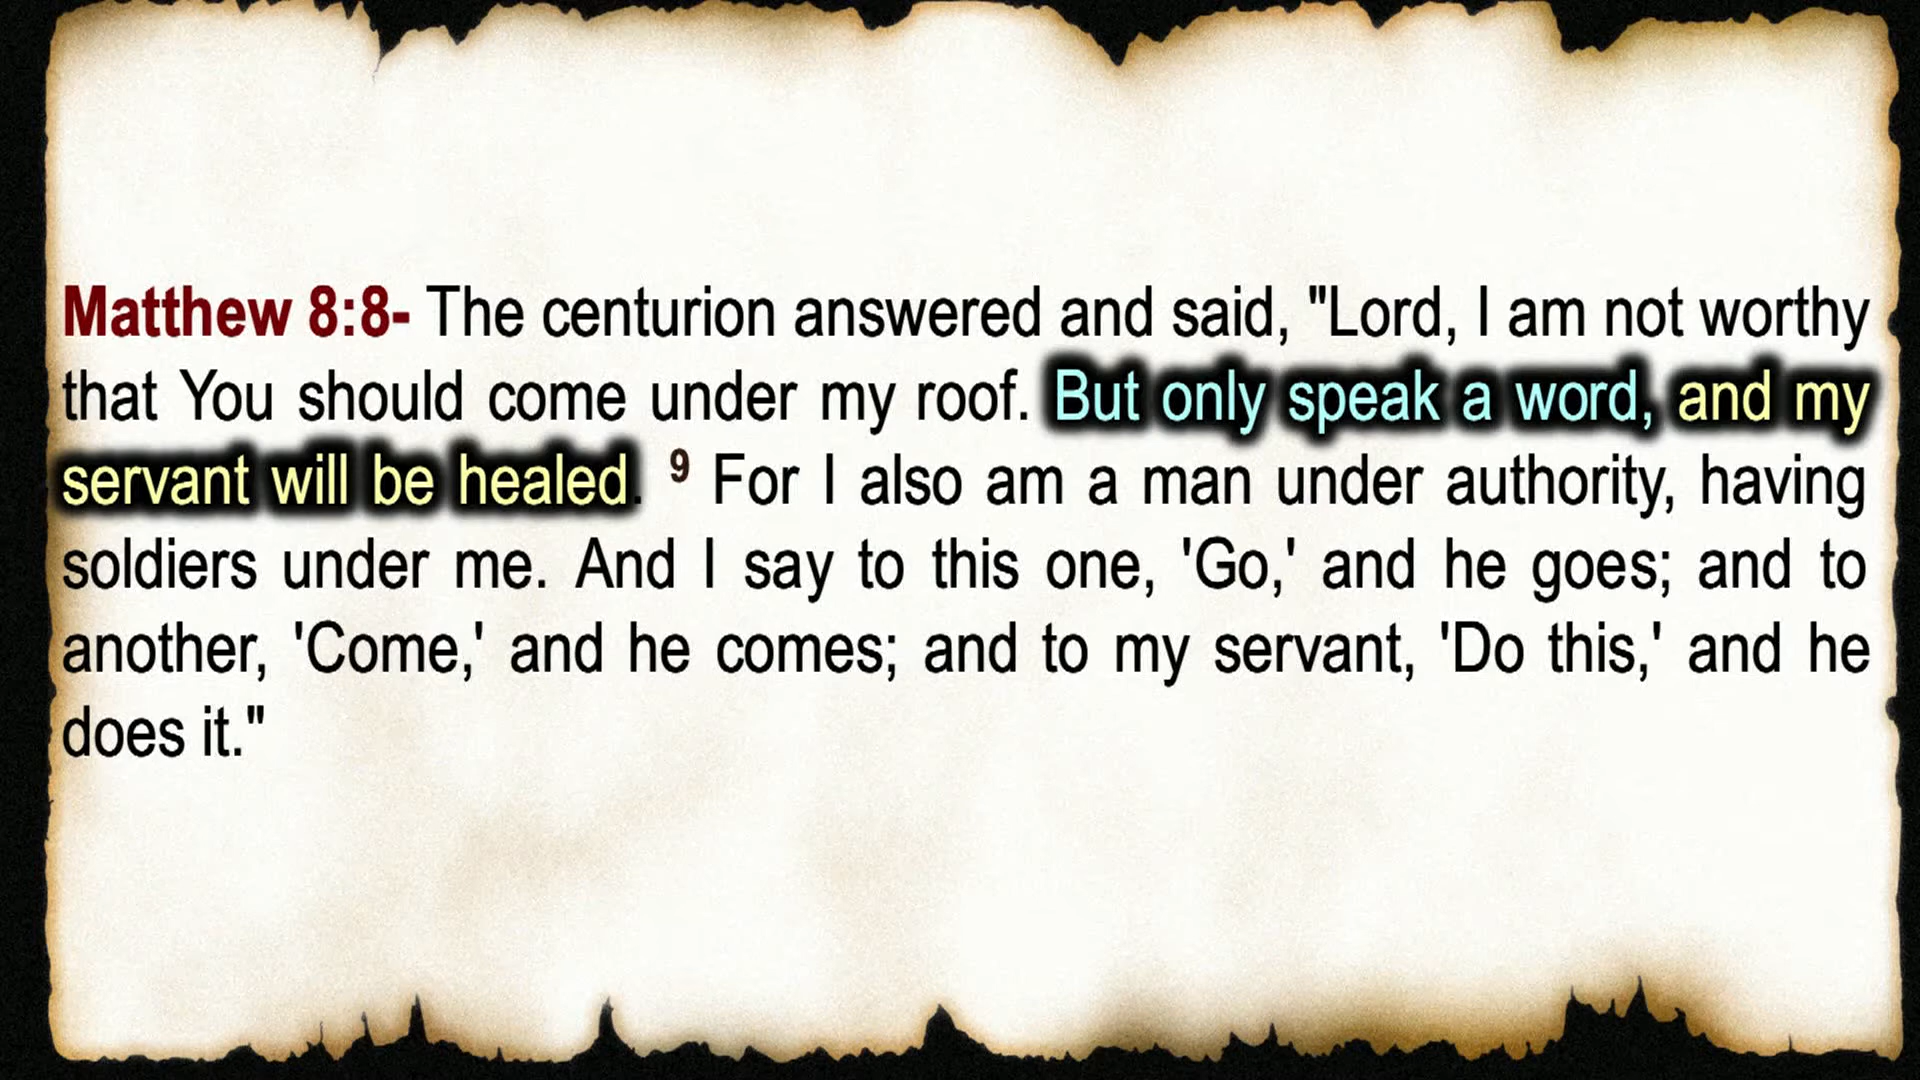 Matthew 8:8- The centurion answered and said, "Lord, I am not worthy
that You should come under my roof. But only speak a word, and my
servant will be healed. 9 For I also am a man under authority, having
soldiers under me. And I say to this one, 'Go,' and he goes; and to
another, 'Come,' and he comes; and to my servant, 'Do this,' and he
does it."